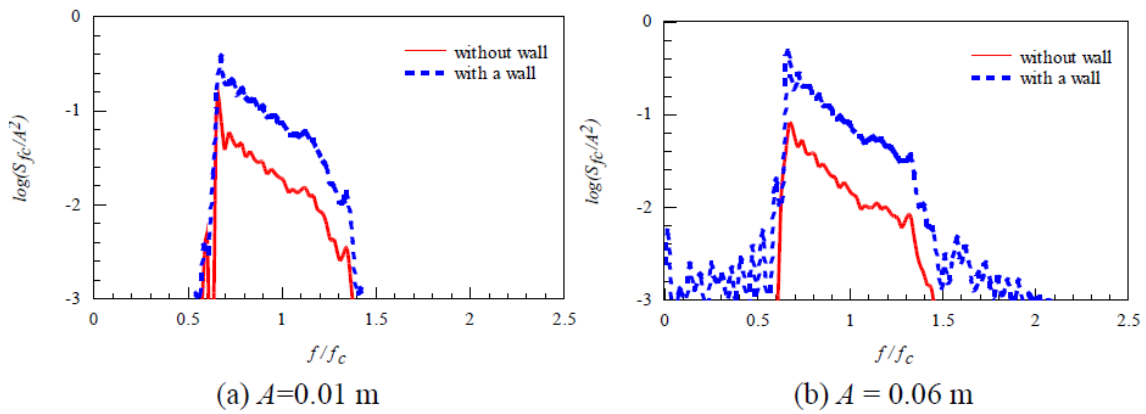 0
-1
-2
-3
log(S_fc/A²)
without wall
with a wall
0 0.5 1 1.5 2 2.5
f/f_c
(a) A=0.01 m
0
-1
-2
-3
log(S_fc/A²)
without wall
with a wall
0 0.5 1 1.5 2 2.5
f/f_c
(b) A = 0.06 m